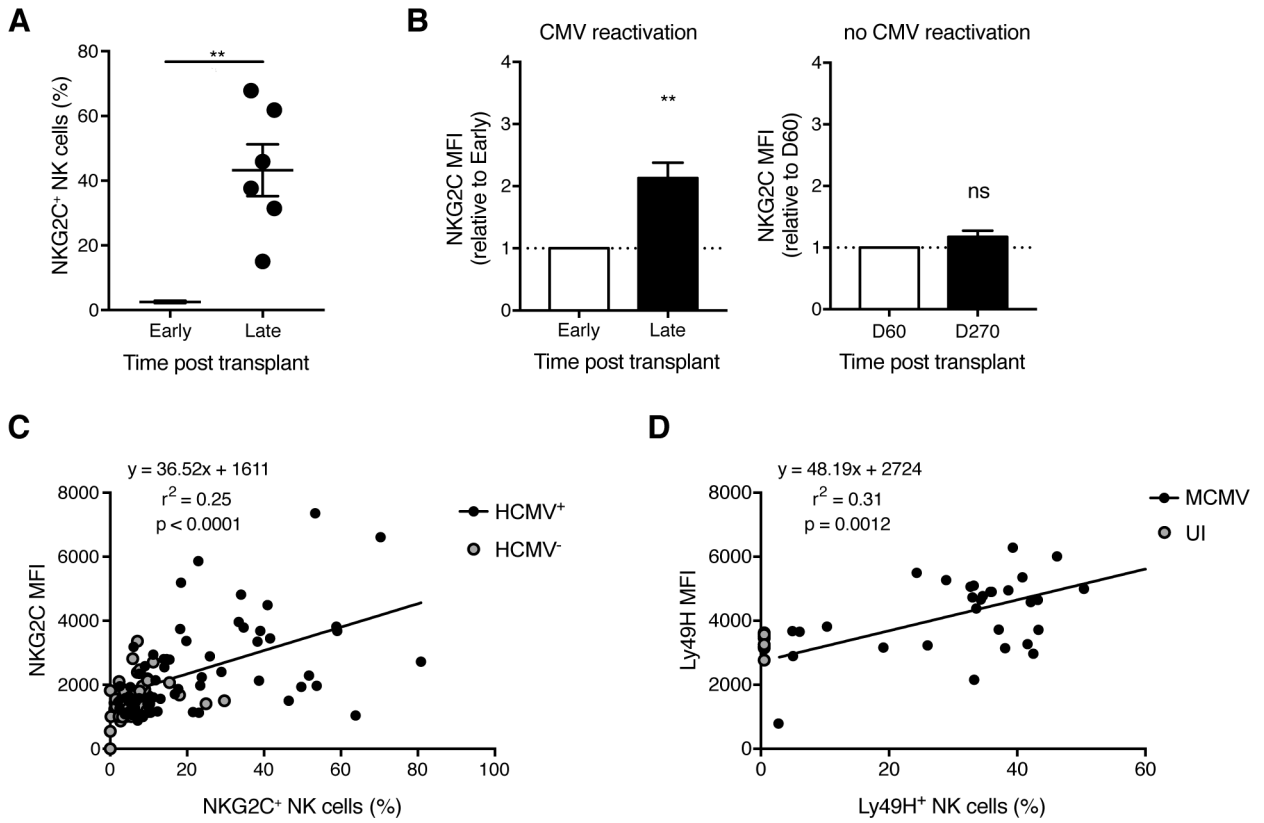 A
NKG2C⁺ NK cells (%)
80
60
40
20
0
**
Early
Late
Time post transplant
B
CMV reactivation
NKG2C MFI
(relative to Early)
4
3
2
1
0
**
Early
Late
Time post transplant
no CMV reactivation
NKG2C MFI
(relative to D60)
4
3
2
1
0
ns
D60
D270
Time post transplant
C
y = 36.52x + 1611
r² = 0.25
p < 0.0001
NKG2C MFI
8000
6000
4000
2000
0
0 20 40 60 80 100
NKG2C⁺ NK cells (%)
HCMV⁺
HCMV⁻
D
y = 48.19x + 2724
r² = 0.31
p = 0.0012
Ly49H MFI
8000
6000
4000
2000
0
0 20 40 60
Ly49H⁺ NK cells (%)
MCMV
UI